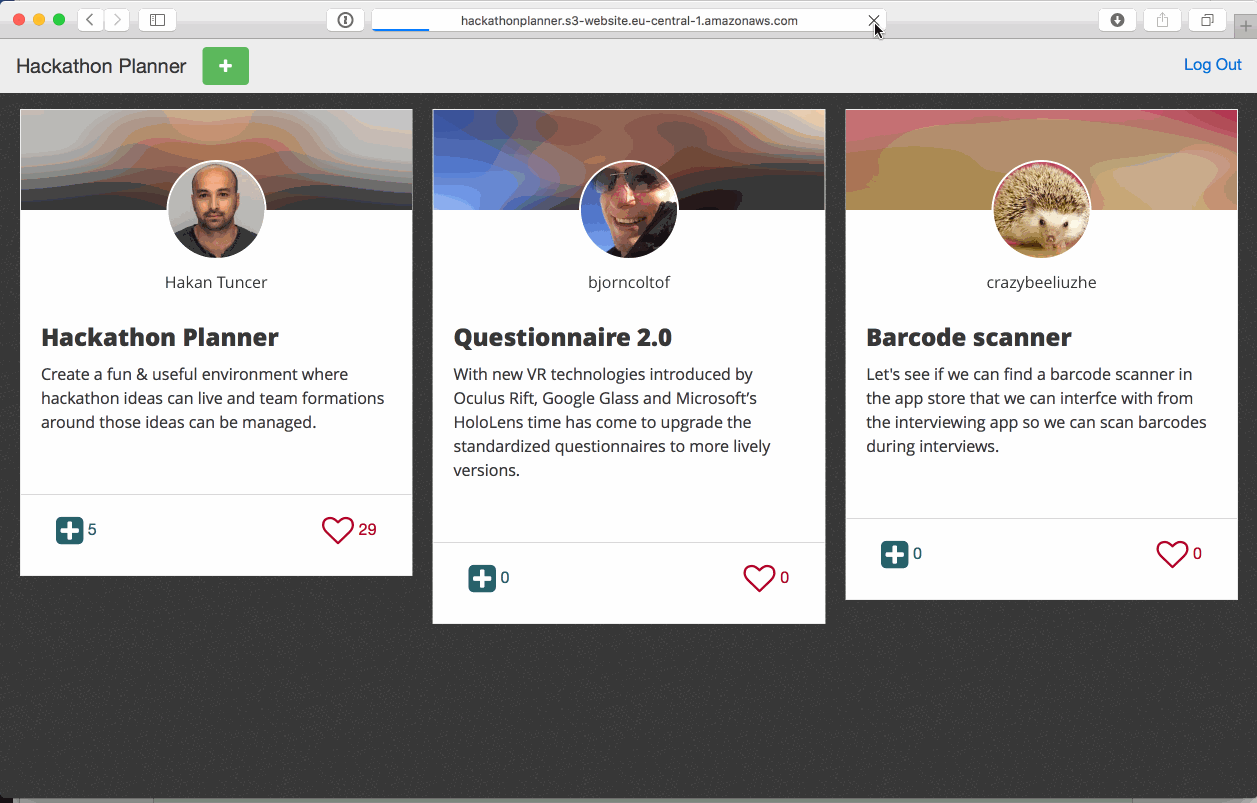 hackathonplanner.s3-website.eu-central-1.amazonaws.com
Hackathon Planner
Log Out
Hakan Tuncer
Hackathon Planner
Create a fun & useful environment where
hackathon ideas can live and team formations
around those ideas can be managed.
5
29
bjorncoltof
Questionnaire 2.0
With new VR technologies introduced by
Oculus Rift, Google Glass and Microsoft’s
HoloLens time has come to upgrade the
standardized questionnaires to more lively
versions.
0
0
crazybeeliuzhe
Barcode scanner
Let's see if we can find a barcode scanner in
the app store that we can interfce with from
the interviewing app so we can scan barcodes
during interviews.
0
0